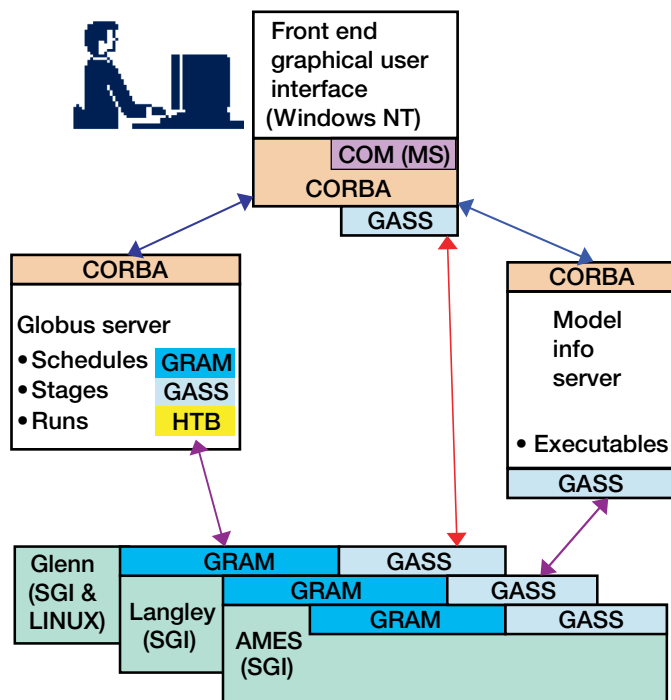 Front end
graphical user
interface
(Windows NT)
COM (MS)
CORBA
GASS
CORBA
Globus server
• Schedules GRAM
• Stages GASS
• Runs HTB
CORBA
Model
info
server
• Executables
GASS
Glenn
(SGI &
LINUX)
GRAM GASS
Langley
(SGI)
GRAM GASS
AMES
(SGI)
GRAM GASS